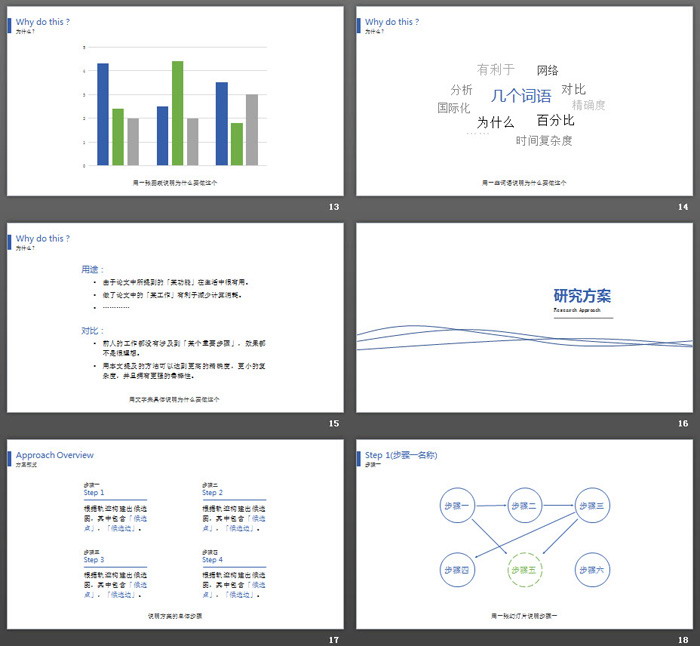 Why do this ?
为什么?
5
4
3
2
1
用一张图表说明为什么要做这个
13
Why do this ?
为什么?
有利于
网络
分析
几个词语
对比
国际化
精确度
为什么
百分比
……
时间复杂度
用一些词语说明为什么要做这个
14
Why do this ?
为什么?
用途：
• 由于论文中所提到的「某功能」在生活中很有用。
• 做了论文中的「某工作」有利于减少计算消耗。
• …………
对比：
• 前人的工作都没有涉及到「某个重要步骤」，效果都
不是很理想。
• 用本文提及的方法可以达到更高的精确度，更小的复
杂度，并且拥有更强的鲁棒性。
用文字来具体说明为什么要做这个
15
研究方案
Research Approach
16
Approach Overview
方案概览
步骤一
Step 1
根据轨迹构建出候选
图，其中包含「候选
点」，「候选边」。
步骤二
Step 2
根据轨迹构建出候选
图，其中包含「候选
点」，「候选边」。
步骤三
Step 3
根据轨迹构建出候选
图，其中包含「候选
点」，「候选边」。
步骤四
Step 4
根据轨迹构建出候选
图，其中包含「候选
点」，「候选边」。
说明方案的具体步骤
17
Step 1(步骤一名称)
步骤一
步骤一
步骤二
步骤三
步骤四
步骤五
步骤六
用一张幻灯片说明步骤一
18